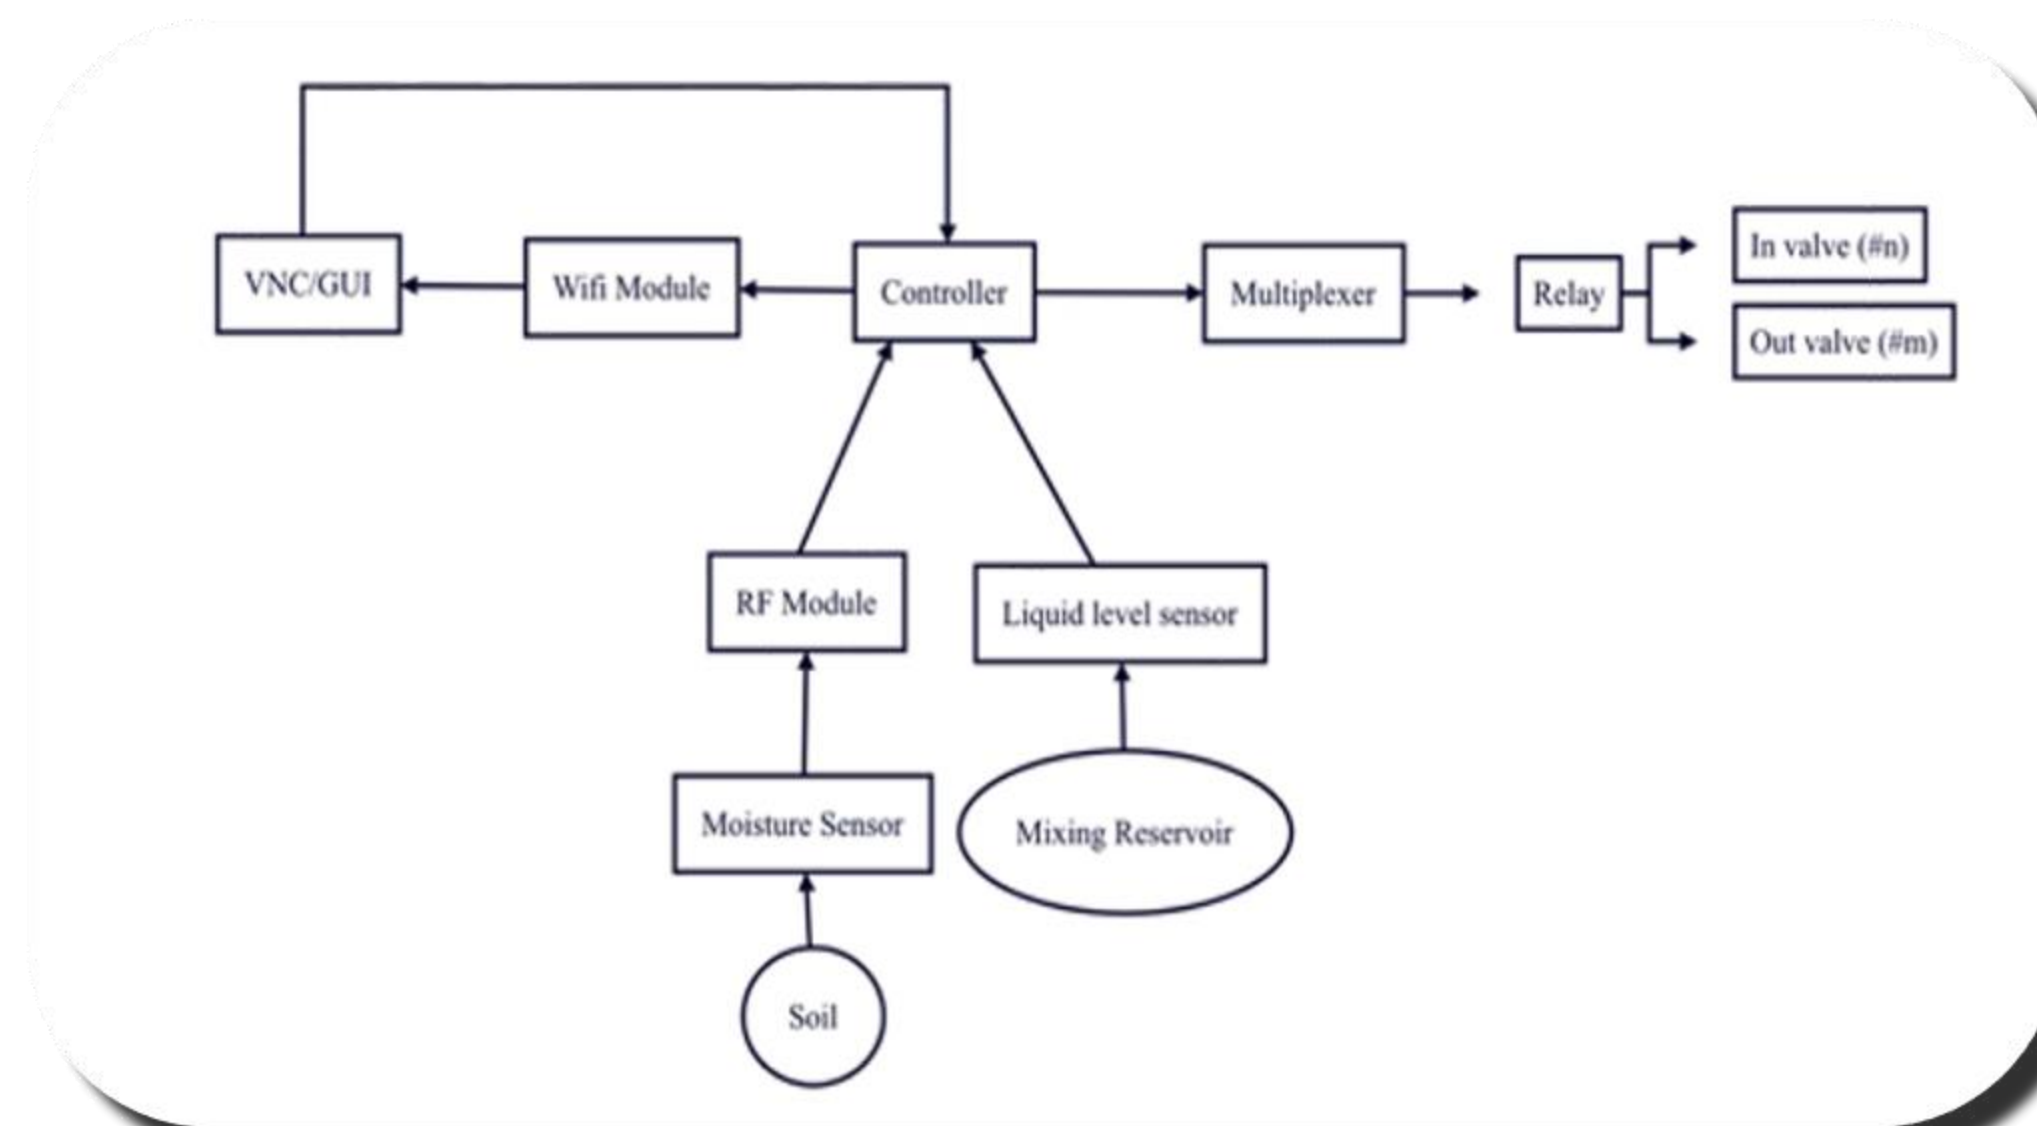 VNC/GUI
Wifi Module
Controller
Multiplexer
Relay
In valve (#n)
Out valve (#m)
RF Module
Liquid level sensor
Moisture Sensor
Mixing Reservoir
Soil